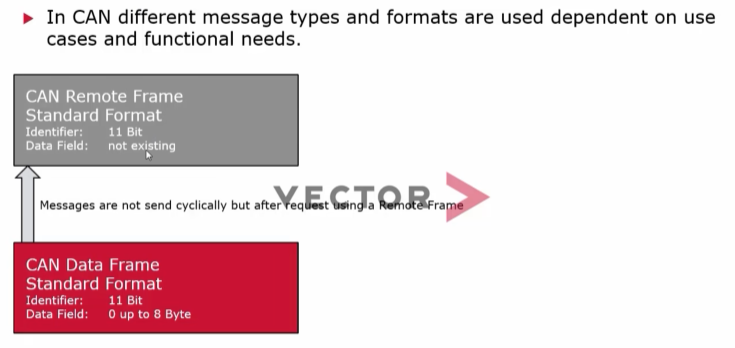 In CAN different message types and formats are used dependent on use
cases and functional needs.
CAN Remote Frame
Standard Format
Identifier: 11 Bit
Data Field: not existing
VECTOR
Messages are not send cyclically but after request using a Remote Frame
CAN Data Frame
Standard Format
Identifier: 11 Bit
Data Field: 0 up to 8 Byte